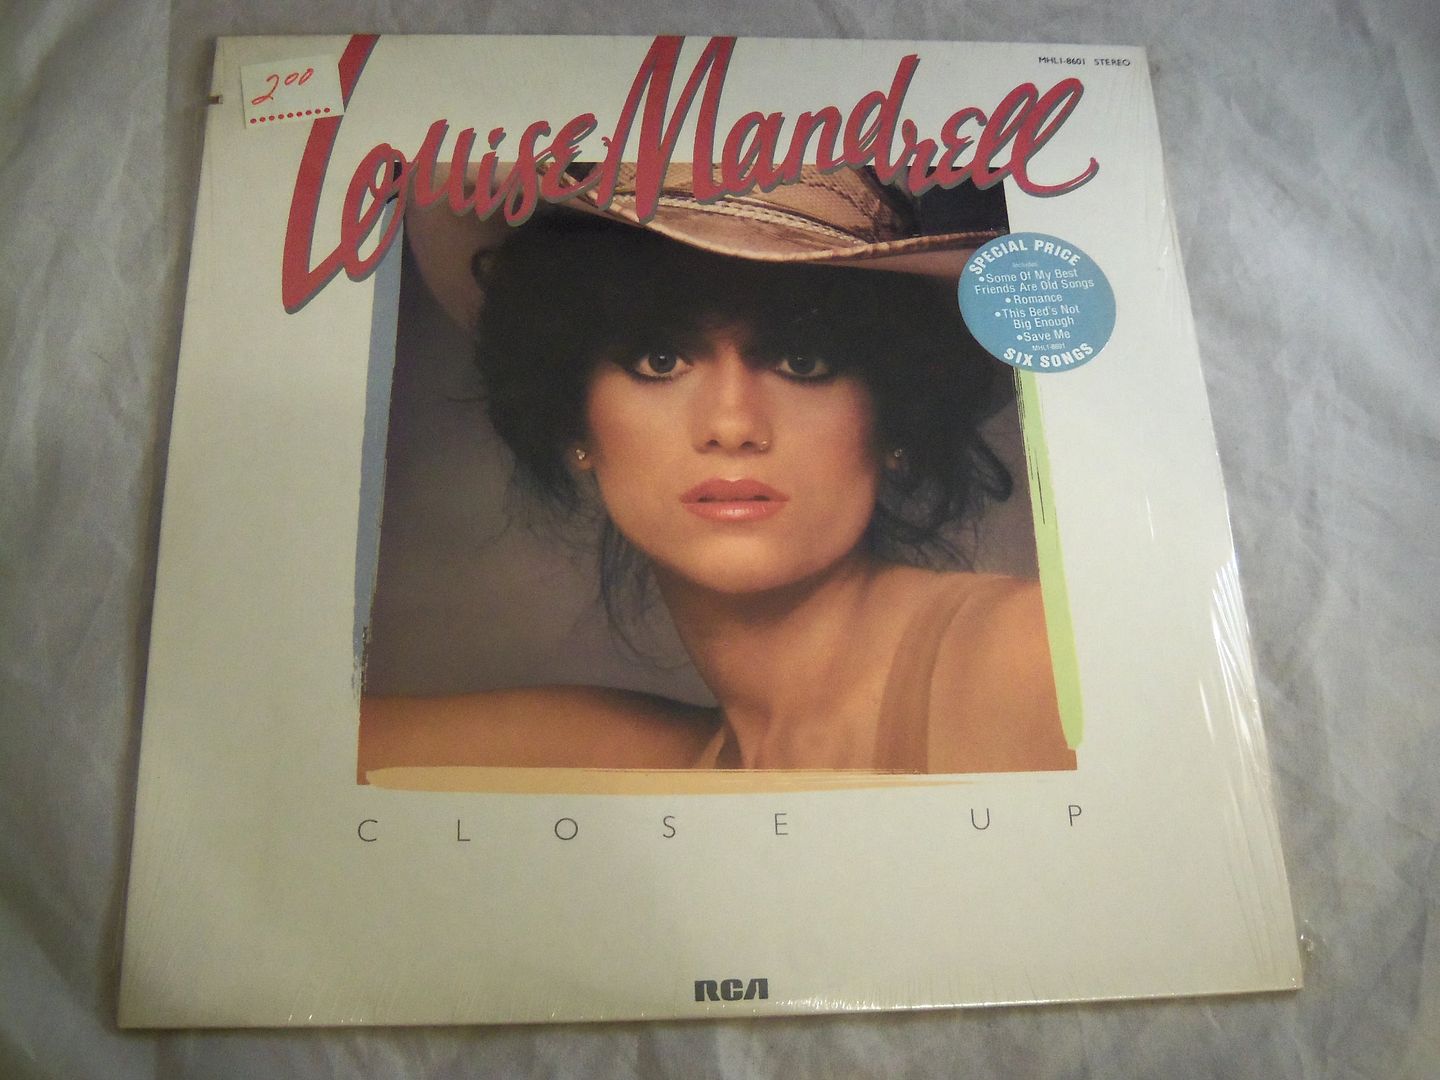 2.00
MHL1-8601 STEREO
Louise Mandrell
SPECIAL PRICE
Includes
•Some Of My Best
Friends Are Old Songs
•Romance
•This Bed's Not
Big Enough
•Save Me
MHL1-8601
SIX SONGS
CLOSE UP
RCA